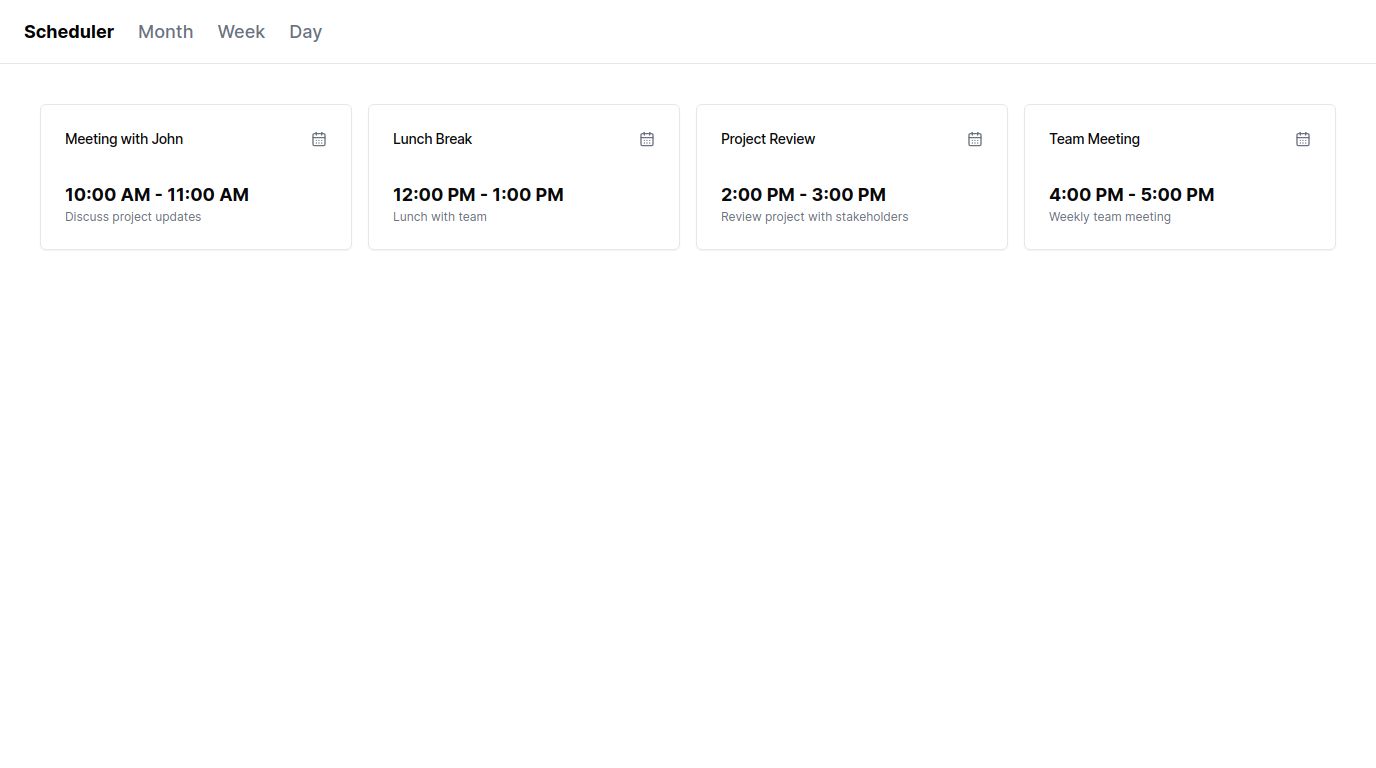 Scheduler Month Week Day
Meeting with John
10:00 AM - 11:00 AM
Discuss project updates
Lunch Break
12:00 PM - 1:00 PM
Lunch with team
Project Review
2:00 PM - 3:00 PM
Review project with stakeholders
Team Meeting
4:00 PM - 5:00 PM
Weekly team meeting